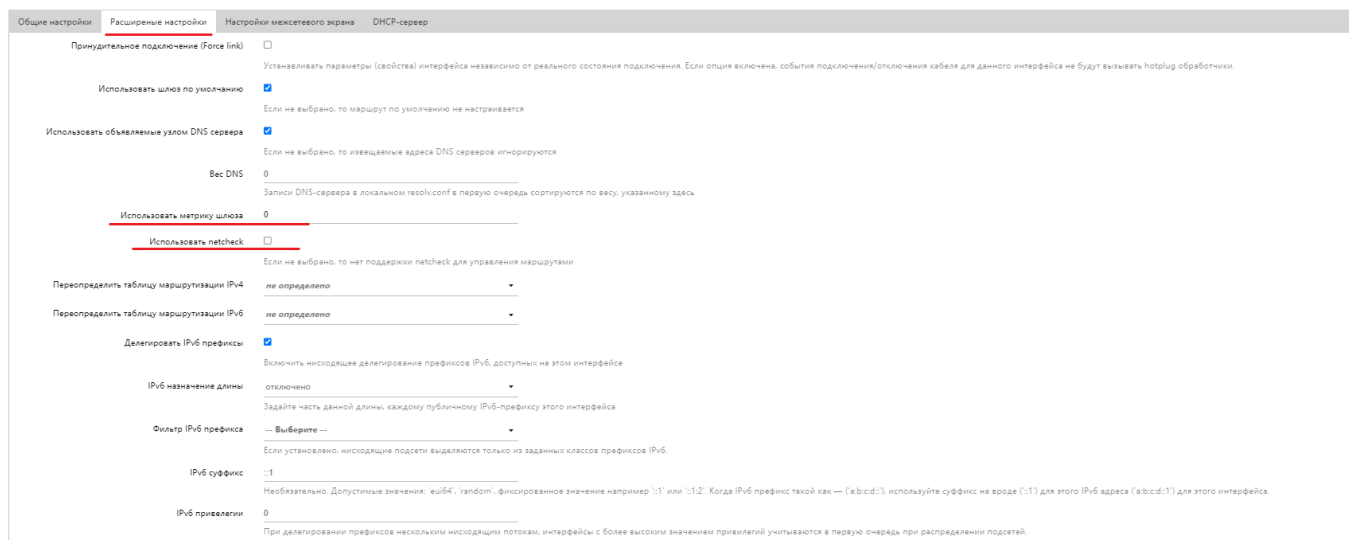 Общие настройки Расширеные настройки Настройки межсетевого экрана DHCP-сервер
Принудительное подключение (Force link)
Устанавливать параметры (свойства) интерфейса независимо от реального состояния подключения. Если опция включена, события подключения/отключения кабеля для данного интерфейса не будут вызывать hotplug обработчики.
Использовать шлюз по умолчанию
Если не выбрано, то маршрут по умолчанию не настраивается
Использовать объявляемые узлом DNS сервера
Если не выбрано, то извещаемые адреса DNS серверов игнорируются
Вес DNS 0
Записи DNS-сервера в локальном resolv.conf в первую очередь сортируются по весу, указанному здесь
Использовать метрику шлюза 0
Использовать netcheck
Если не выбрано, то нет поддержки netcheck для управления маршрутами
Переопределить таблицу маршрутизации IPv4 не определено
Переопределить таблицу маршрутизации IPv6 не определено
Делегировать IPv6 префиксы
Включить нисходящее делегирование префиксов IPv6, доступных на этом интерфейсе
IPv6 назначение длины отключено
Задайте часть данной длины, каждому публичному IPv6-префиксу этого интерфейса
Фильтр IPv6 префикса -- Выберите --
Если установлено, нисходящие подсети выделяются только из заданных классов префиксов IPv6.
IPv6 суффикс ::1
Необязательно. Допустимые значения: 'eui64', 'random', фиксированное значение например '::1' или '::1:2'. Когда IPv6 префикс такой как — ('a:b:c:d::'), используйте суффикс на вроде ('::1') для этого IPv6 адреса ('a:b:c:d::1') для этого интерфейса.
IPv6 привелегии 0
При делегировании префиксов нескольким нисходящим потокам, интерфейсы с более высоким значением привилегий учитываются в первую очередь при распределении подсетей.